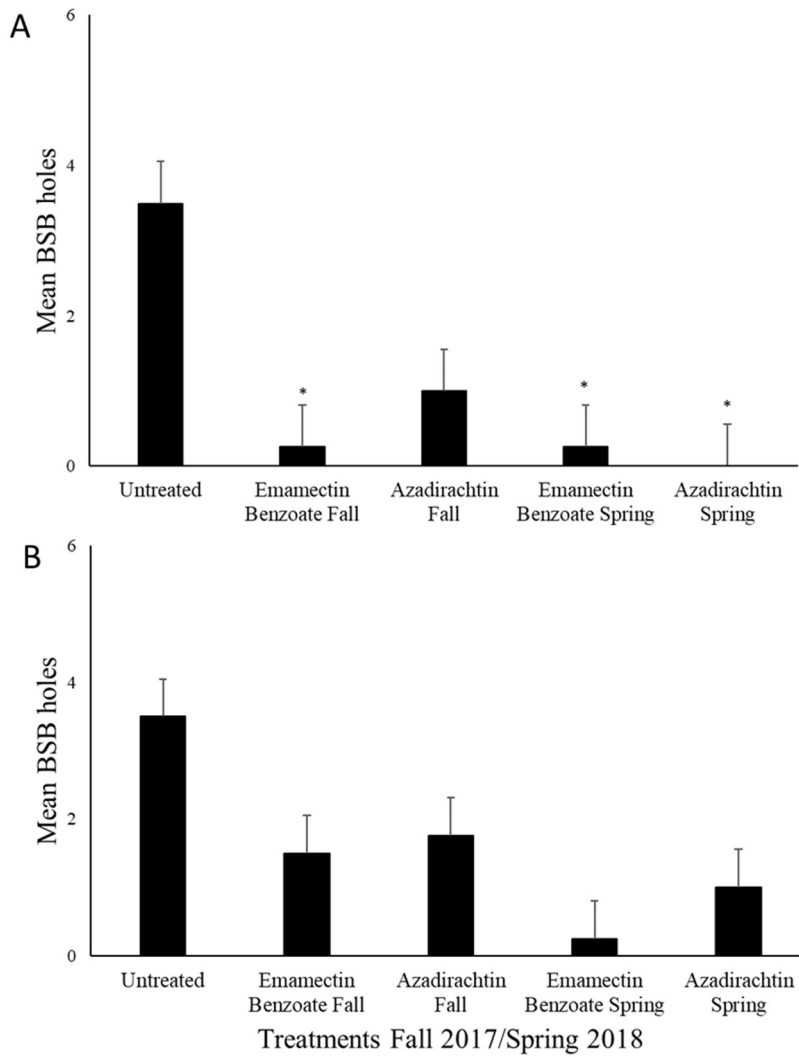 A
6
4
2
0
Mean BSB holes
*
*
*
Untreated
Emamectin
Benzoate Fall
Azadirachtin
Fall
Emamectin
Benzoate Spring
Azadirachtin
Spring
B
6
4
2
0
Mean BSB holes
Untreated
Emamectin
Benzoate Fall
Azadirachtin
Fall
Emamectin
Benzoate Spring
Azadirachtin
Spring
Treatments Fall 2017/Spring 2018